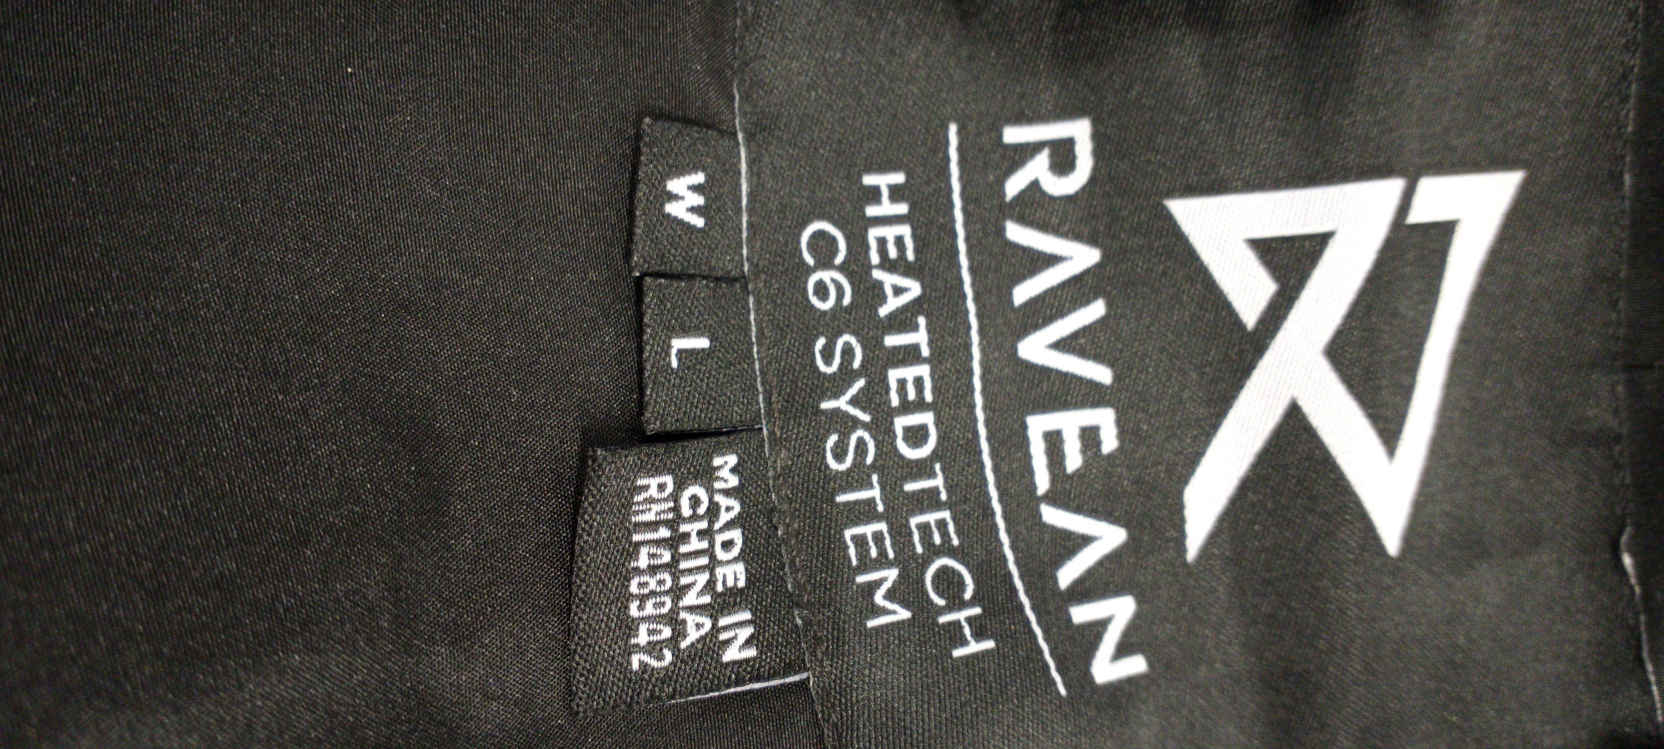 RAVEAN
HEATEDTECH
C6 SYSTEM
W
L
MADE IN
CHINA
RN148942